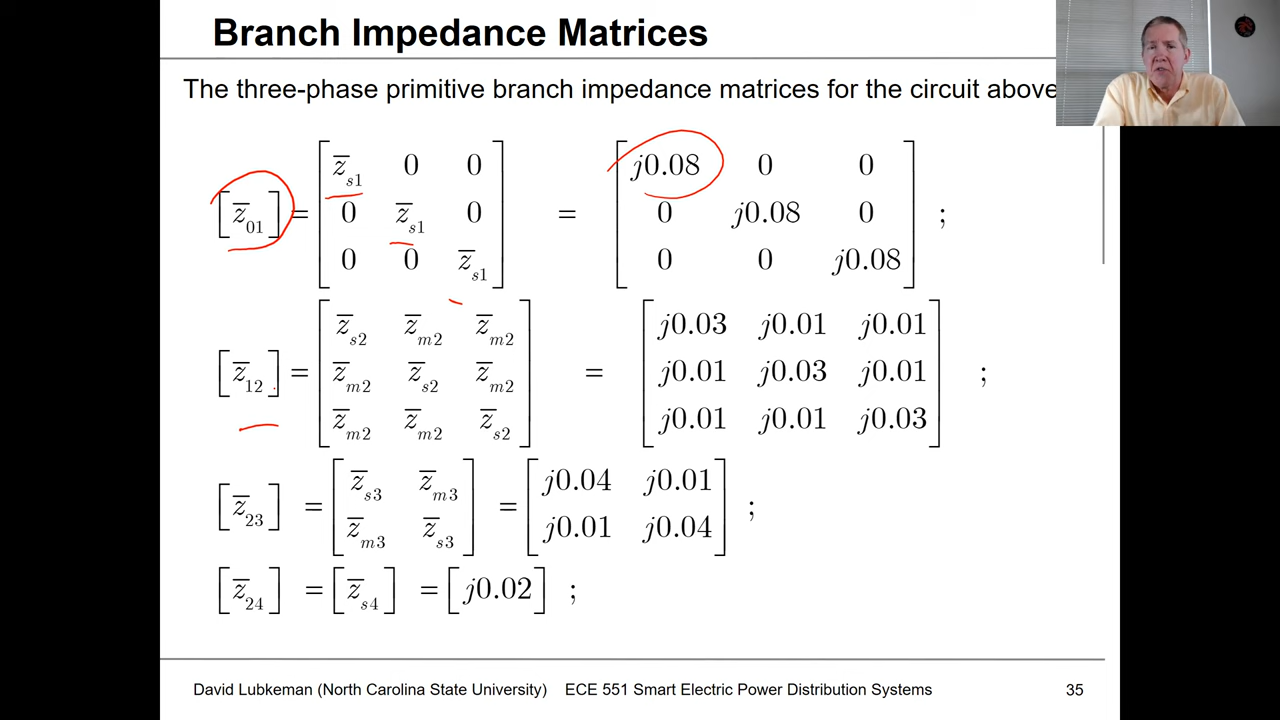 Branch Impedance Matrices
The three-phase primitive branch impedance matrices for the circuit above
[z̅01] = [z̅s1 0 0; 0 z̅s1 0; 0 0 z̅s1] = [j0.08 0 0; 0 j0.08 0; 0 0 j0.08] ;
[z̅12] = [z̅s2 z̅m2 z̅m2; z̅m2 z̅s2 z̅m2; z̅m2 z̅m2 z̅s2] = [j0.03 j0.01 j0.01; j0.01 j0.03 j0.01; j0.01 j0.01 j0.03] ;
[z̅23] = [z̅s3 z̅m3; z̅m3 z̅s3] = [j0.04 j0.01; j0.01 j0.04] ;
[z̅24] = [z̅s4] = [j0.02] ;
David Lubkeman (North Carolina State University) ECE 551 Smart Electric Power Distribution Systems 35